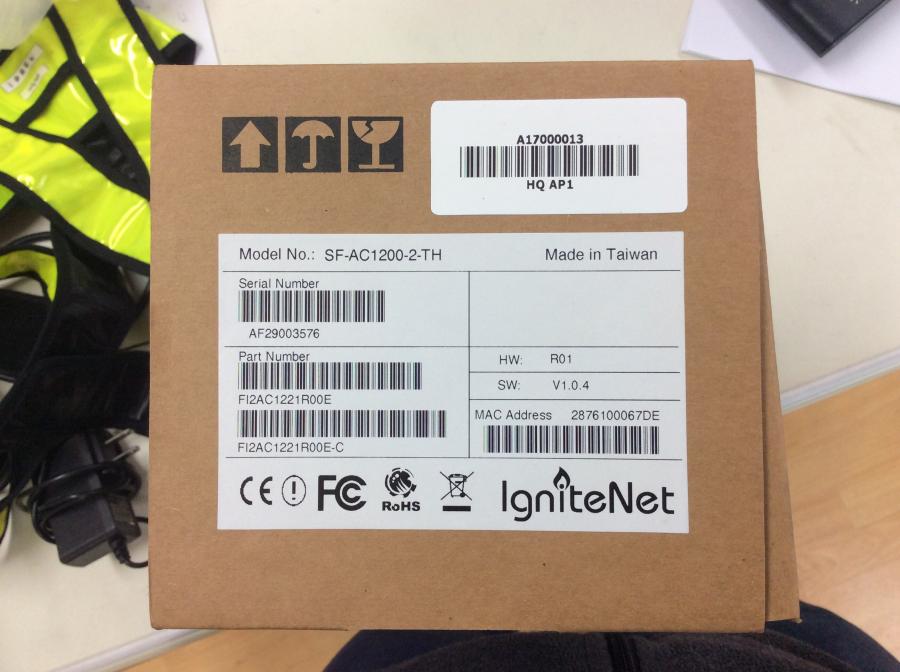 A17000013
HQ AP1
Model No.: SF-AC1200-2-TH
Made in Taiwan
Serial Number
AF29003576
Part Number
FI2AC1221R00E
FI2AC1221R00E-C
HW: R01
SW: V1.0.4
MAC Address 2876100067DE
CE
FC
RoHS
IgniteNet